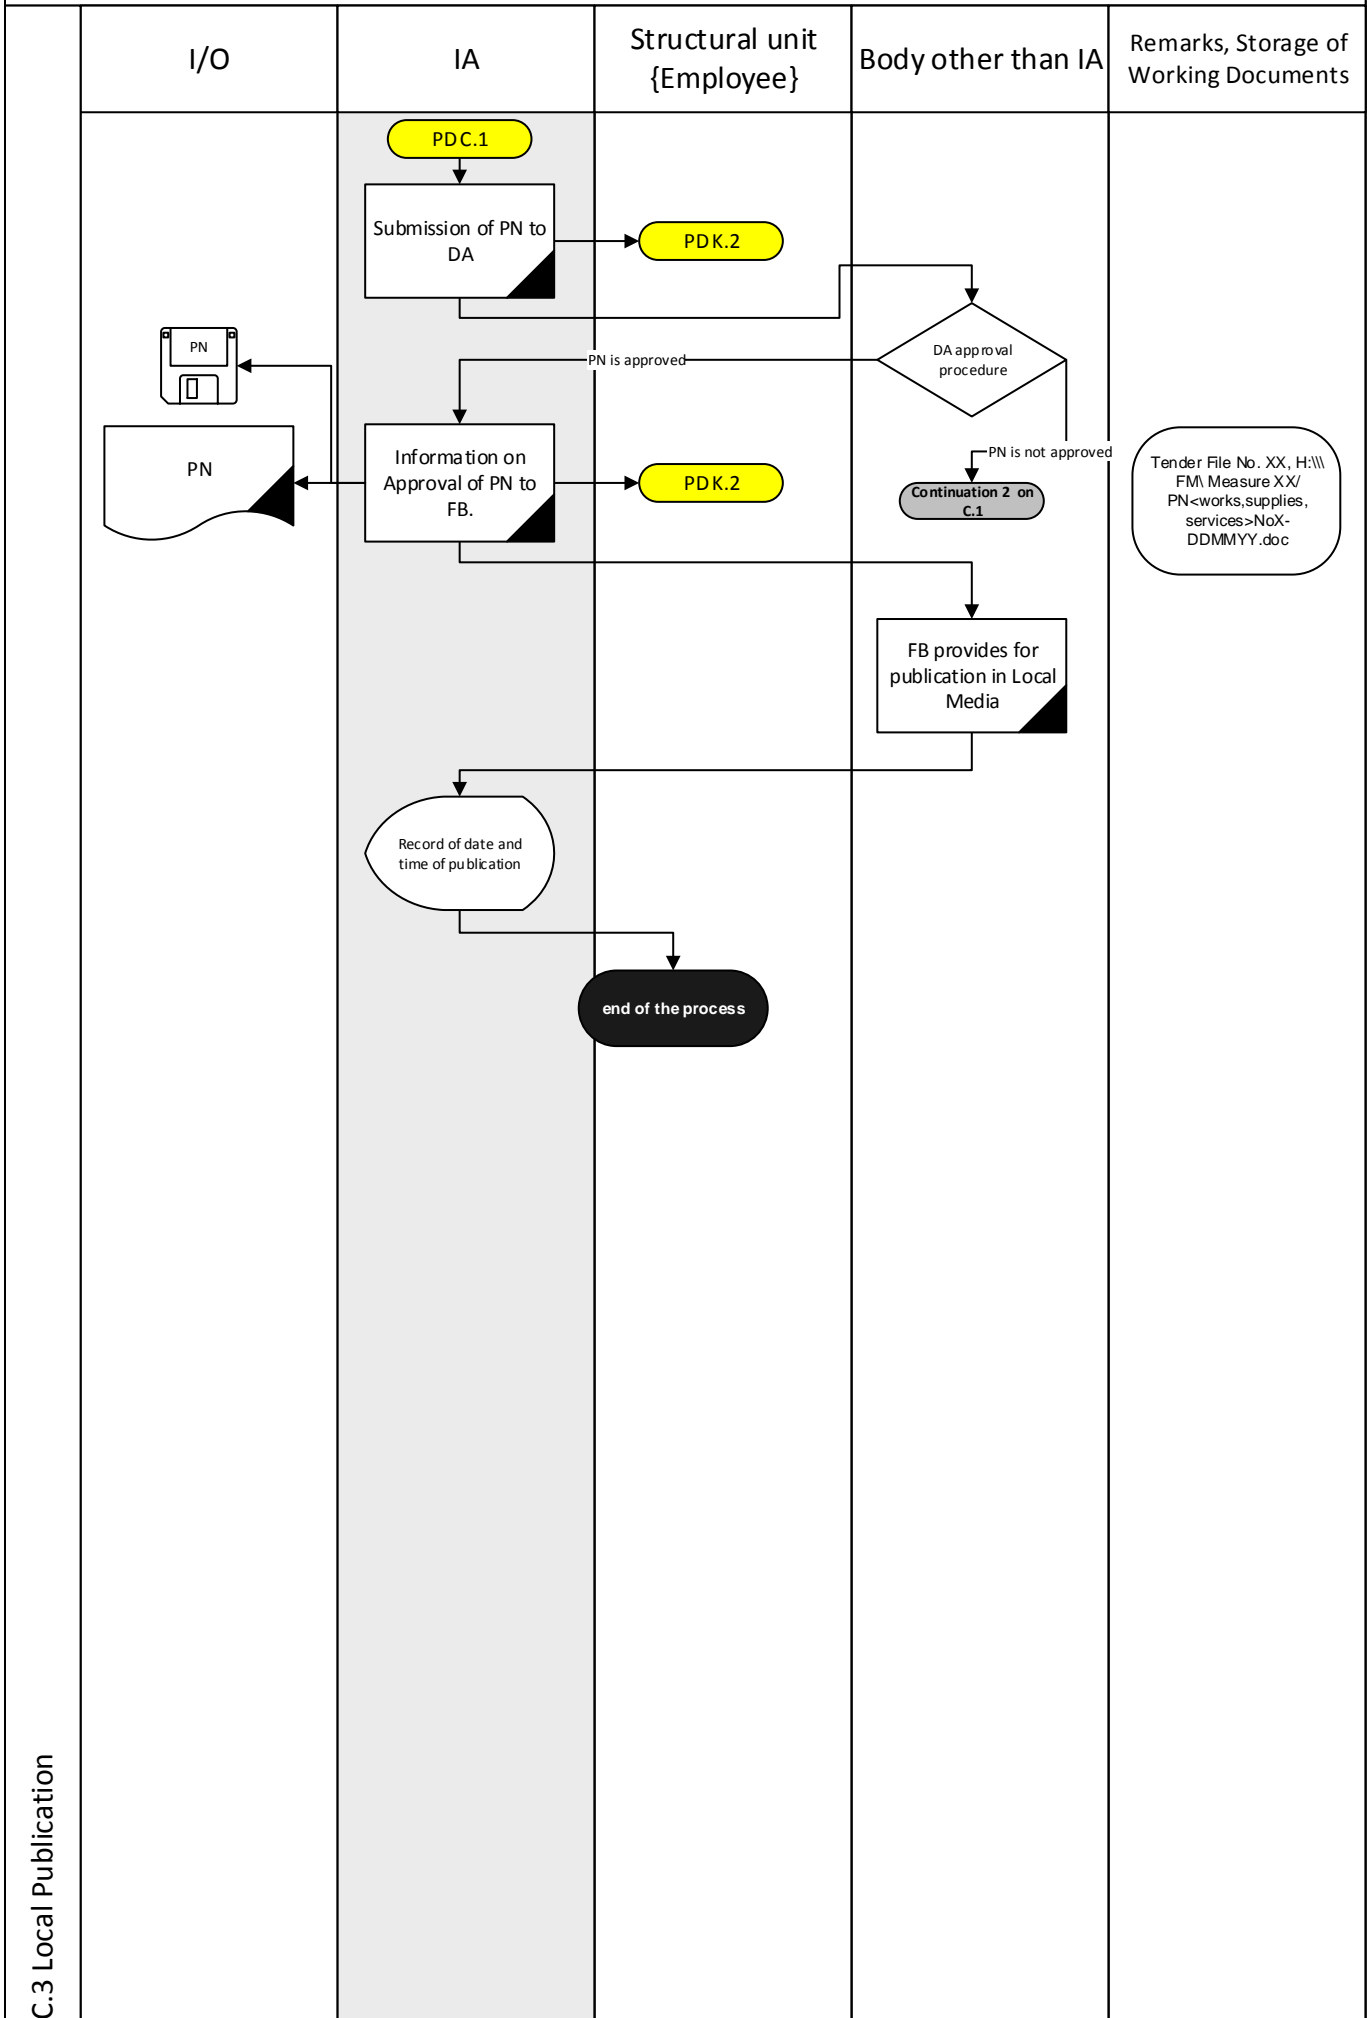 I/O
IA
Structural unit
{Employee}
Body other than IA
Remarks, Storage of
Working Documents
PDC.1
Submission of PN to
DA
PDK.2
PN
DA approval
procedure
PN is approved
PN
Information on
Approval of PN to
FB.
PDK.2
PN is not approved
Continuation 2 on
C.1
Tender File No. XX, H:\\\
FM\ Measure XX/
PN<works,supplies,
services>NoX-
DDMMYY.doc
FB provides for
publication in Local
Media
Record of date and
time of publication
end of the process
C.3 Local Publication